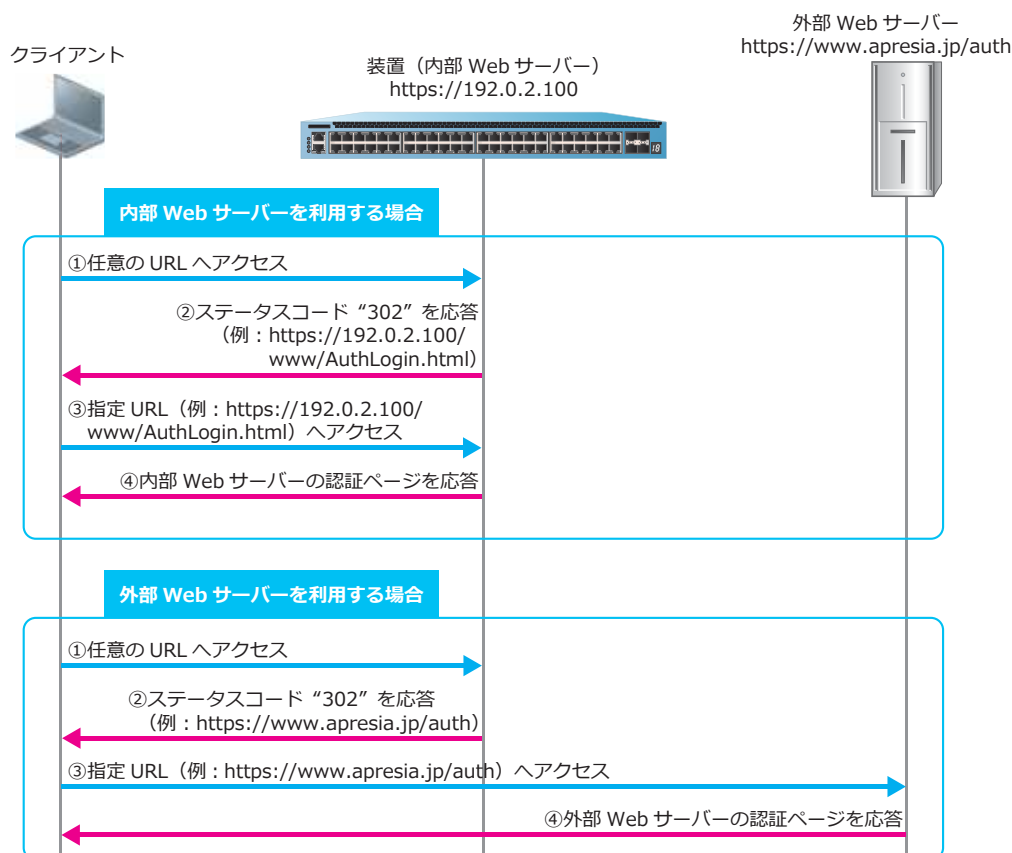 外部 Web サーバー
https://www.apresia.jp/auth
クライアント
装置（内部 Web サーバー）
https://192.0.2.100
18
内部 Web サーバーを利用する場合
①任意の URL へアクセス
②ステータスコード“302”を応答
（例：https://192.0.2.100/
www/AuthLogin.html）
③指定 URL（例：https://192.0.2.100/
www/AuthLogin.html）へアクセス
④内部 Web サーバーの認証ページを応答
外部 Web サーバーを利用する場合
①任意の URL へアクセス
②ステータスコード“302”を応答
（例：https://www.apresia.jp/auth）
③指定 URL（例：https://www.apresia.jp/auth）へアクセス
④外部 Web サーバーの認証ページを応答